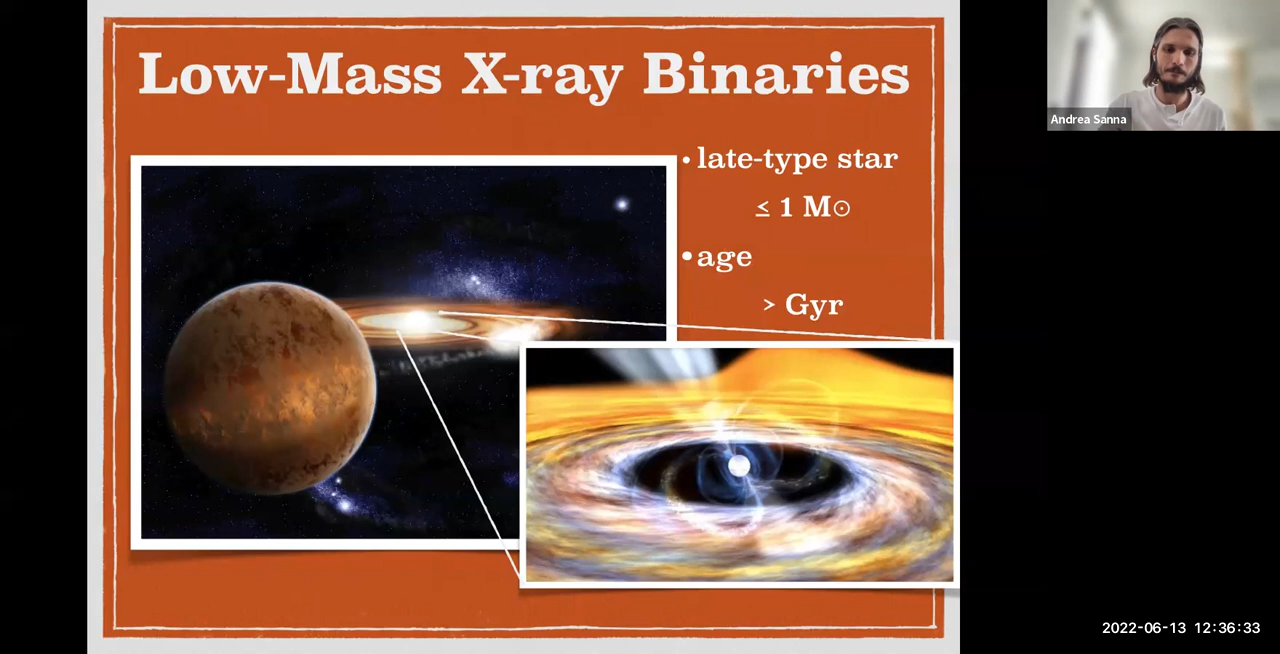 Low-Mass X-ray Binaries
• late-type star
≤ 1 M⊙
• age
> Gyr
Andrea Sanna
2022-06-13 12:36:33